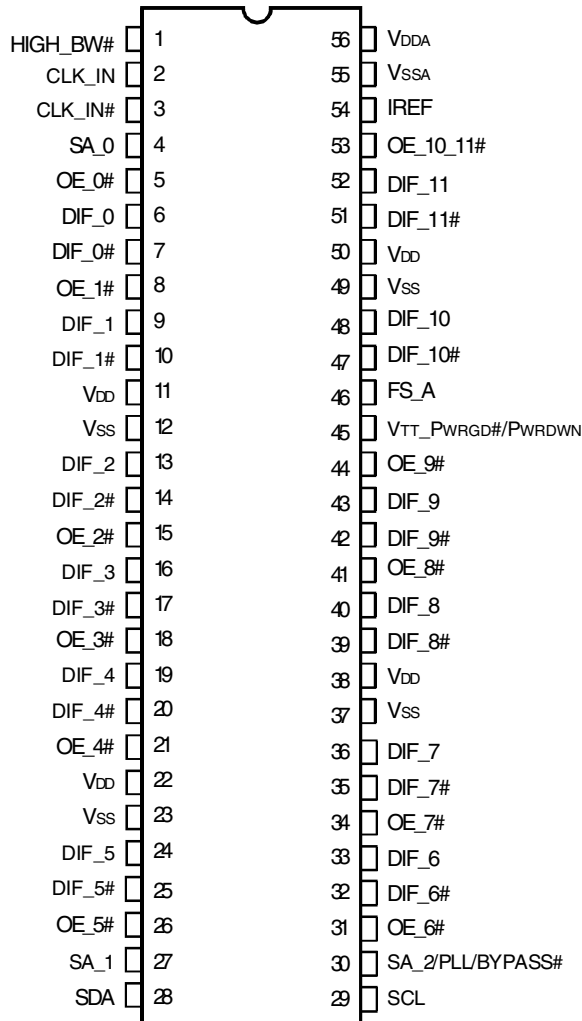 HIGH_BW# 1 56 VDDA
CLK_IN 2 55 VSSA
CLK_IN# 3 54 IREF
SA_0 4 53 OE_10_11#
OE_0# 5 52 DIF_11
DIF_0 6 51 DIF_11#
DIF_0# 7 50 VDD
OE_1# 8 49 VSS
DIF_1 9 48 DIF_10
DIF_1# 10 47 DIF_10#
VDD 11 46 FS_A
VSS 12 45 VTT_PWRGD#/PWRDWN
DIF_2 13 44 OE_9#
DIF_2# 14 43 DIF_9
OE_2# 15 42 DIF_9#
DIF_3 16 41 OE_8#
DIF_3# 17 40 DIF_8
OE_3# 18 39 DIF_8#
DIF_4 19 38 VDD
DIF_4# 20 37 VSS
OE_4# 21 36 DIF_7
VDD 22 35 DIF_7#
VSS 23 34 OE_7#
DIF_5 24 33 DIF_6
DIF_5# 25 32 DIF_6#
OE_5# 26 31 OE_6#
SA_1 27 30 SA_2/PLL/BYPASS#
SDA 28 29 SCL